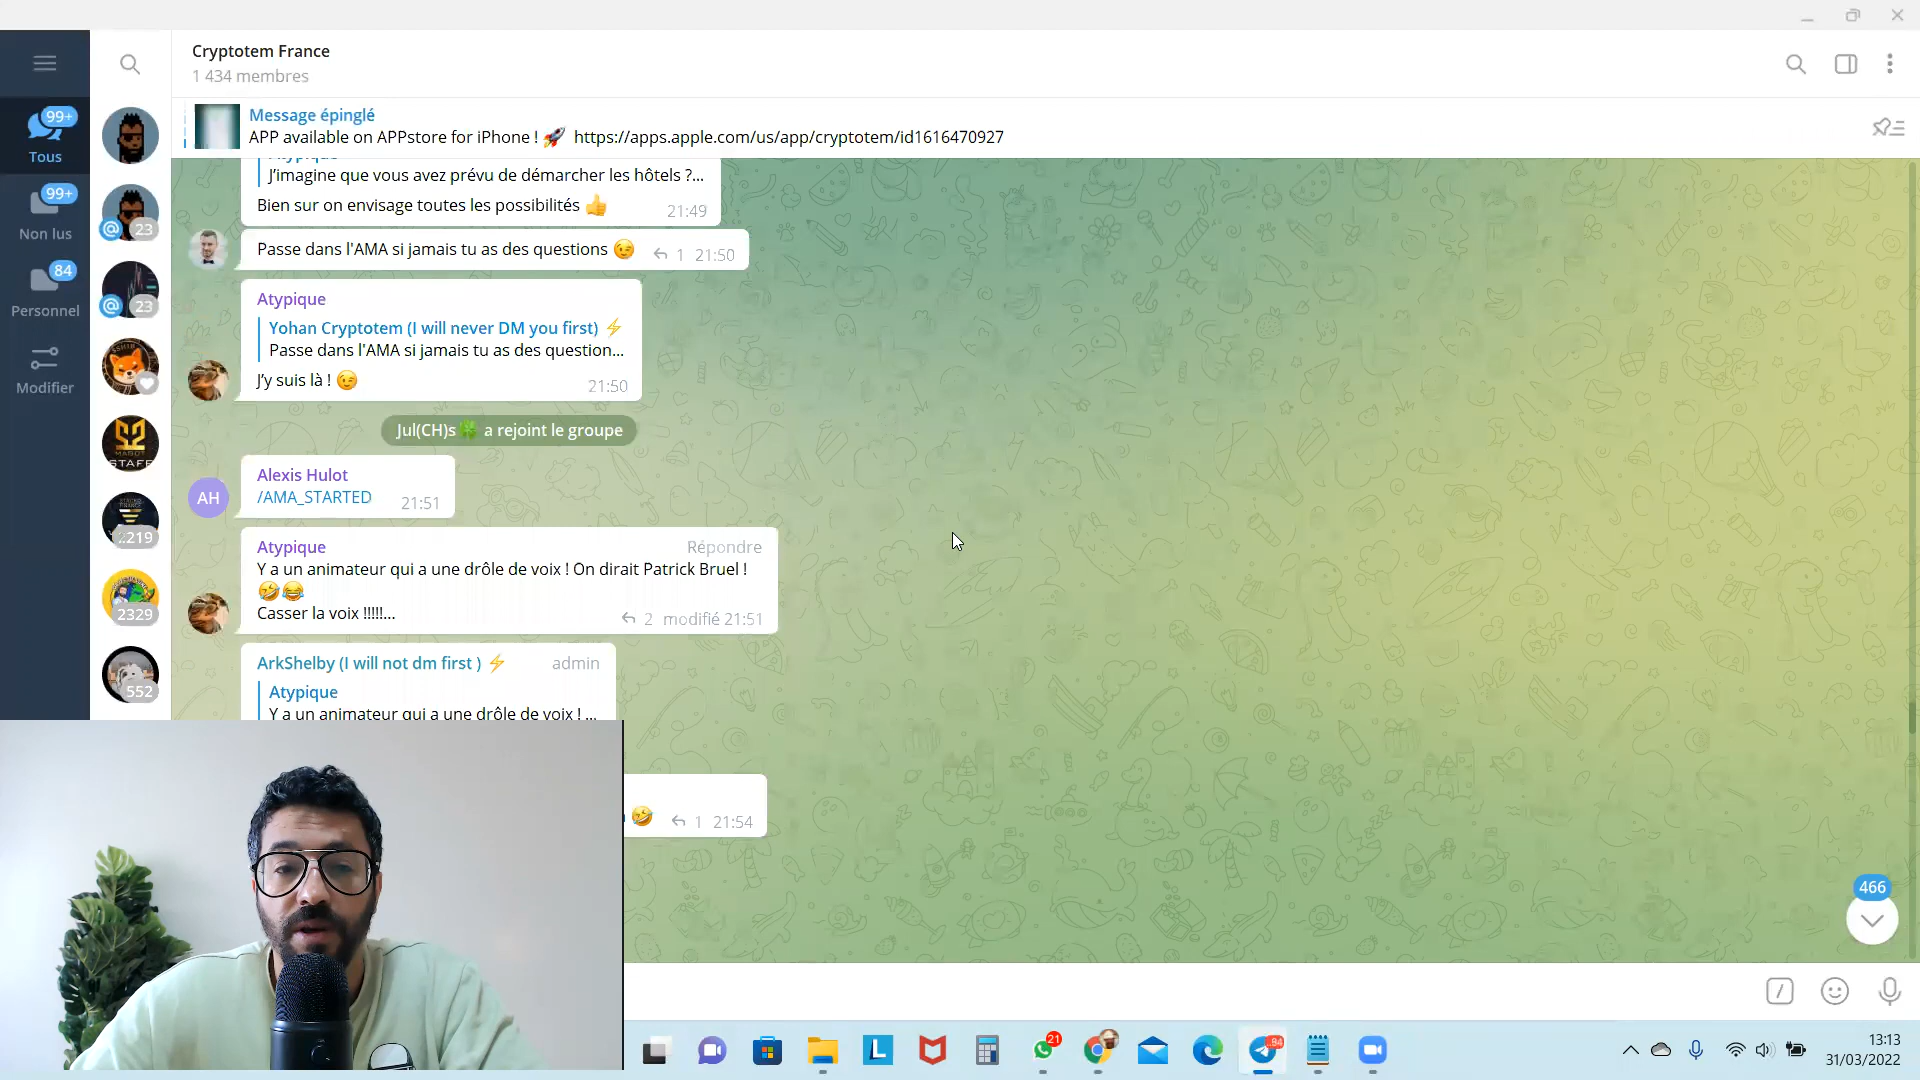 Cryptotem France
1 434 membres
Message épinglé
APP available on APPstore for iPhone ! 🚀 https://apps.apple.com/us/app/cryptotem/id1616470927
99+
Tous
99+
Non lus
84
Personnel
Modifier
23
23
STAFF
2219
2329
552
J'imagine que vous avez prévu de démarcher les hôtels ?...
Bien sur on envisage toutes les possibilités 👍 21:49
Passe dans l'AMA si jamais tu as des questions 😉 1 21:50
Atypique
Yohan Cryptotem (I will never DM you first) ⚡
Passe dans l'AMA si jamais tu as des question...
J'y suis là ! 😉 21:50
Jul(CH)s🍀 a rejoint le groupe
AH
Alexis Hulot
/AMA_STARTED 21:51
Atypique Répondre
Y a un animateur qui a une drôle de voix ! On dirait Patrick Bruel !
🤣😂
Casser la voix !!!!!... 2 modifié 21:51
ArkShelby (I will not dm first ) ⚡ admin
Atypique
Y a un animateur qui a une drôle de voix ! ...
🤣 1 21:54
466
21
84
13:13
31/03/2022